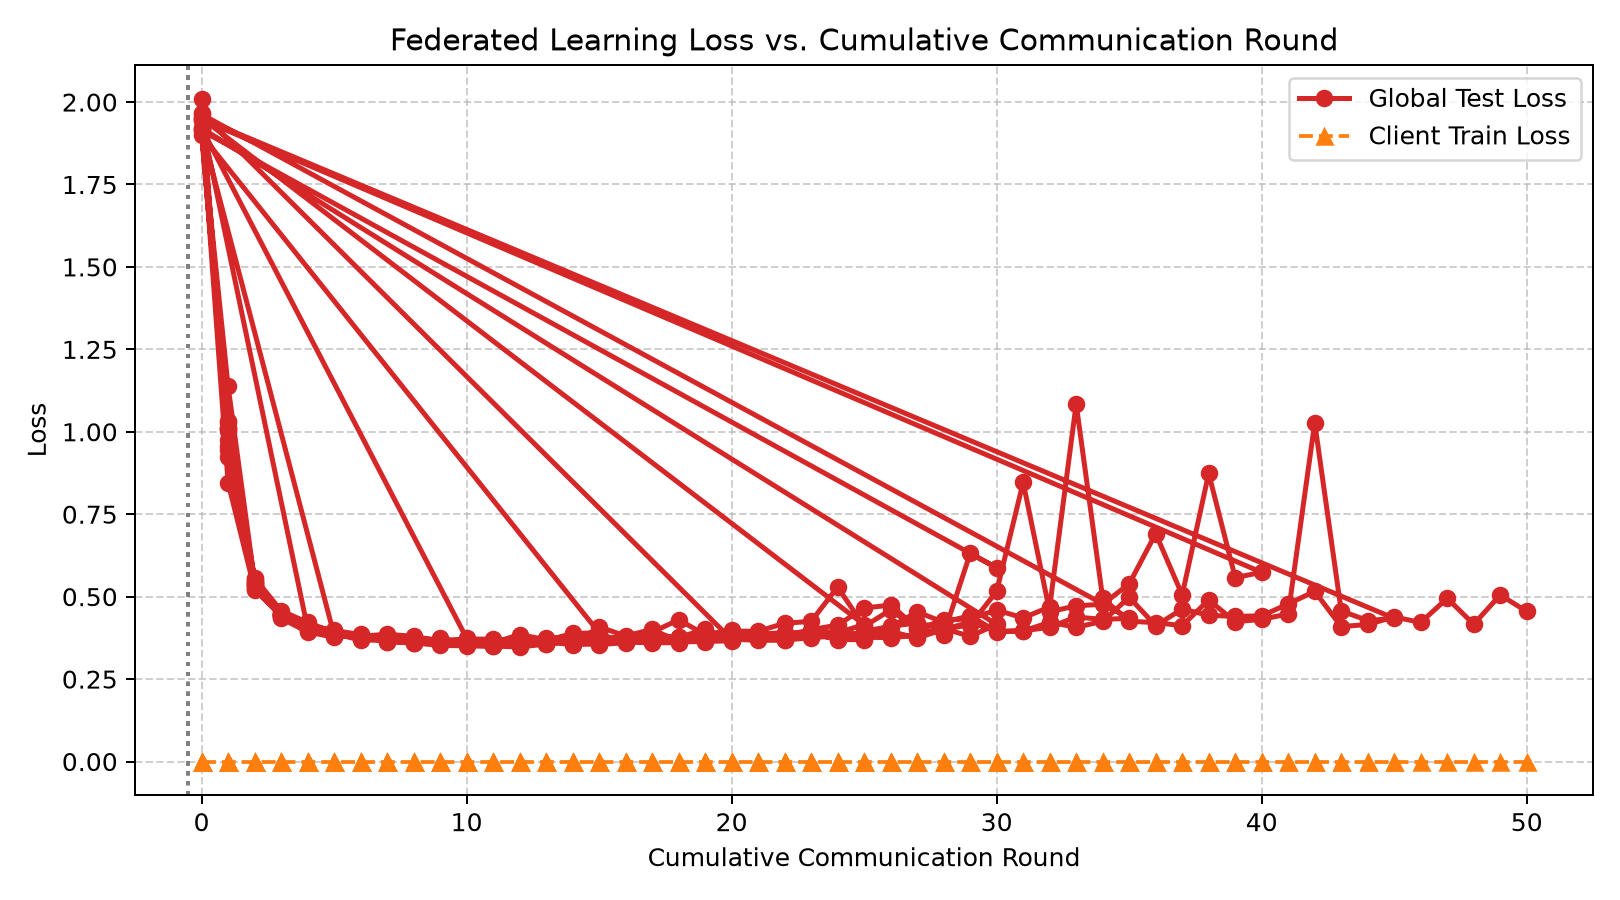 Federated Learning Loss vs. Cumulative Communication Round
Global Test Loss
Client Train Loss
2.00
1.75
1.50
1.25
1.00
0.75
0.50
0.25
0.00
Loss
0 10 20 30 40 50
Cumulative Communication Round